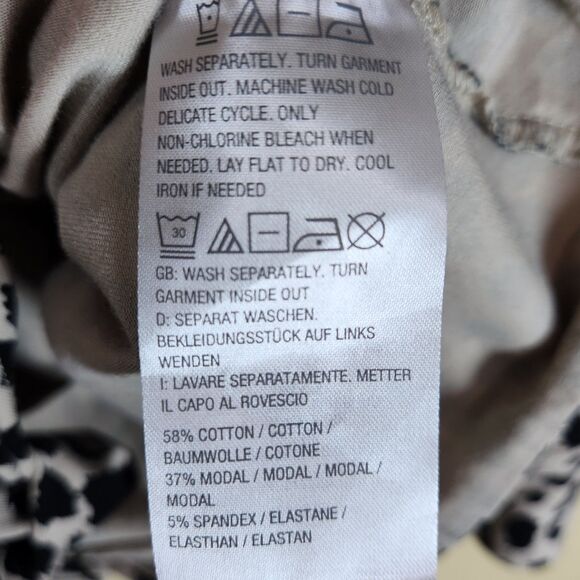 WASH SEPARATELY. TURN GARMENT
INSIDE OUT. MACHINE WASH COLD
DELICATE CYCLE. ONLY
NON-CHLORINE BLEACH WHEN
NEEDED. LAY FLAT TO DRY. COOL
IRON IF NEEDED
30
GB: WASH SEPARATELY. TURN
GARMENT INSIDE OUT
D: SEPARAT WASCHEN.
BEKLEIDUNGSSTÜCK AUF LINKS
WENDEN
I: LAVARE SEPARATAMENTE. METTER
IL CAPO AL ROVESCIO
58% COTTON / COTTON /
BAUMWOLLE / COTONE
37% MODAL / MODAL / MODAL /
MODAL
5% SPANDEX / ELASTANE /
ELASTHAN / ELASTAN